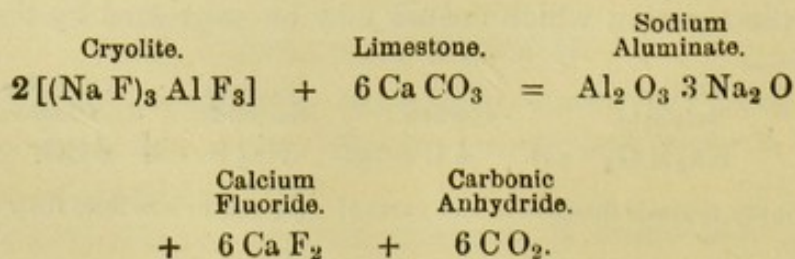 Sodium
Cryolite. Limestone. Aluminate.
2 [(Na F)₃ Al F₃] + 6 Ca CO₃ = Al₂ O₃ 3 Na₂ O
Calcium Carbonic
Fluoride. Anhydride.
+ 6 Ca F₂ + 6 C O₂.